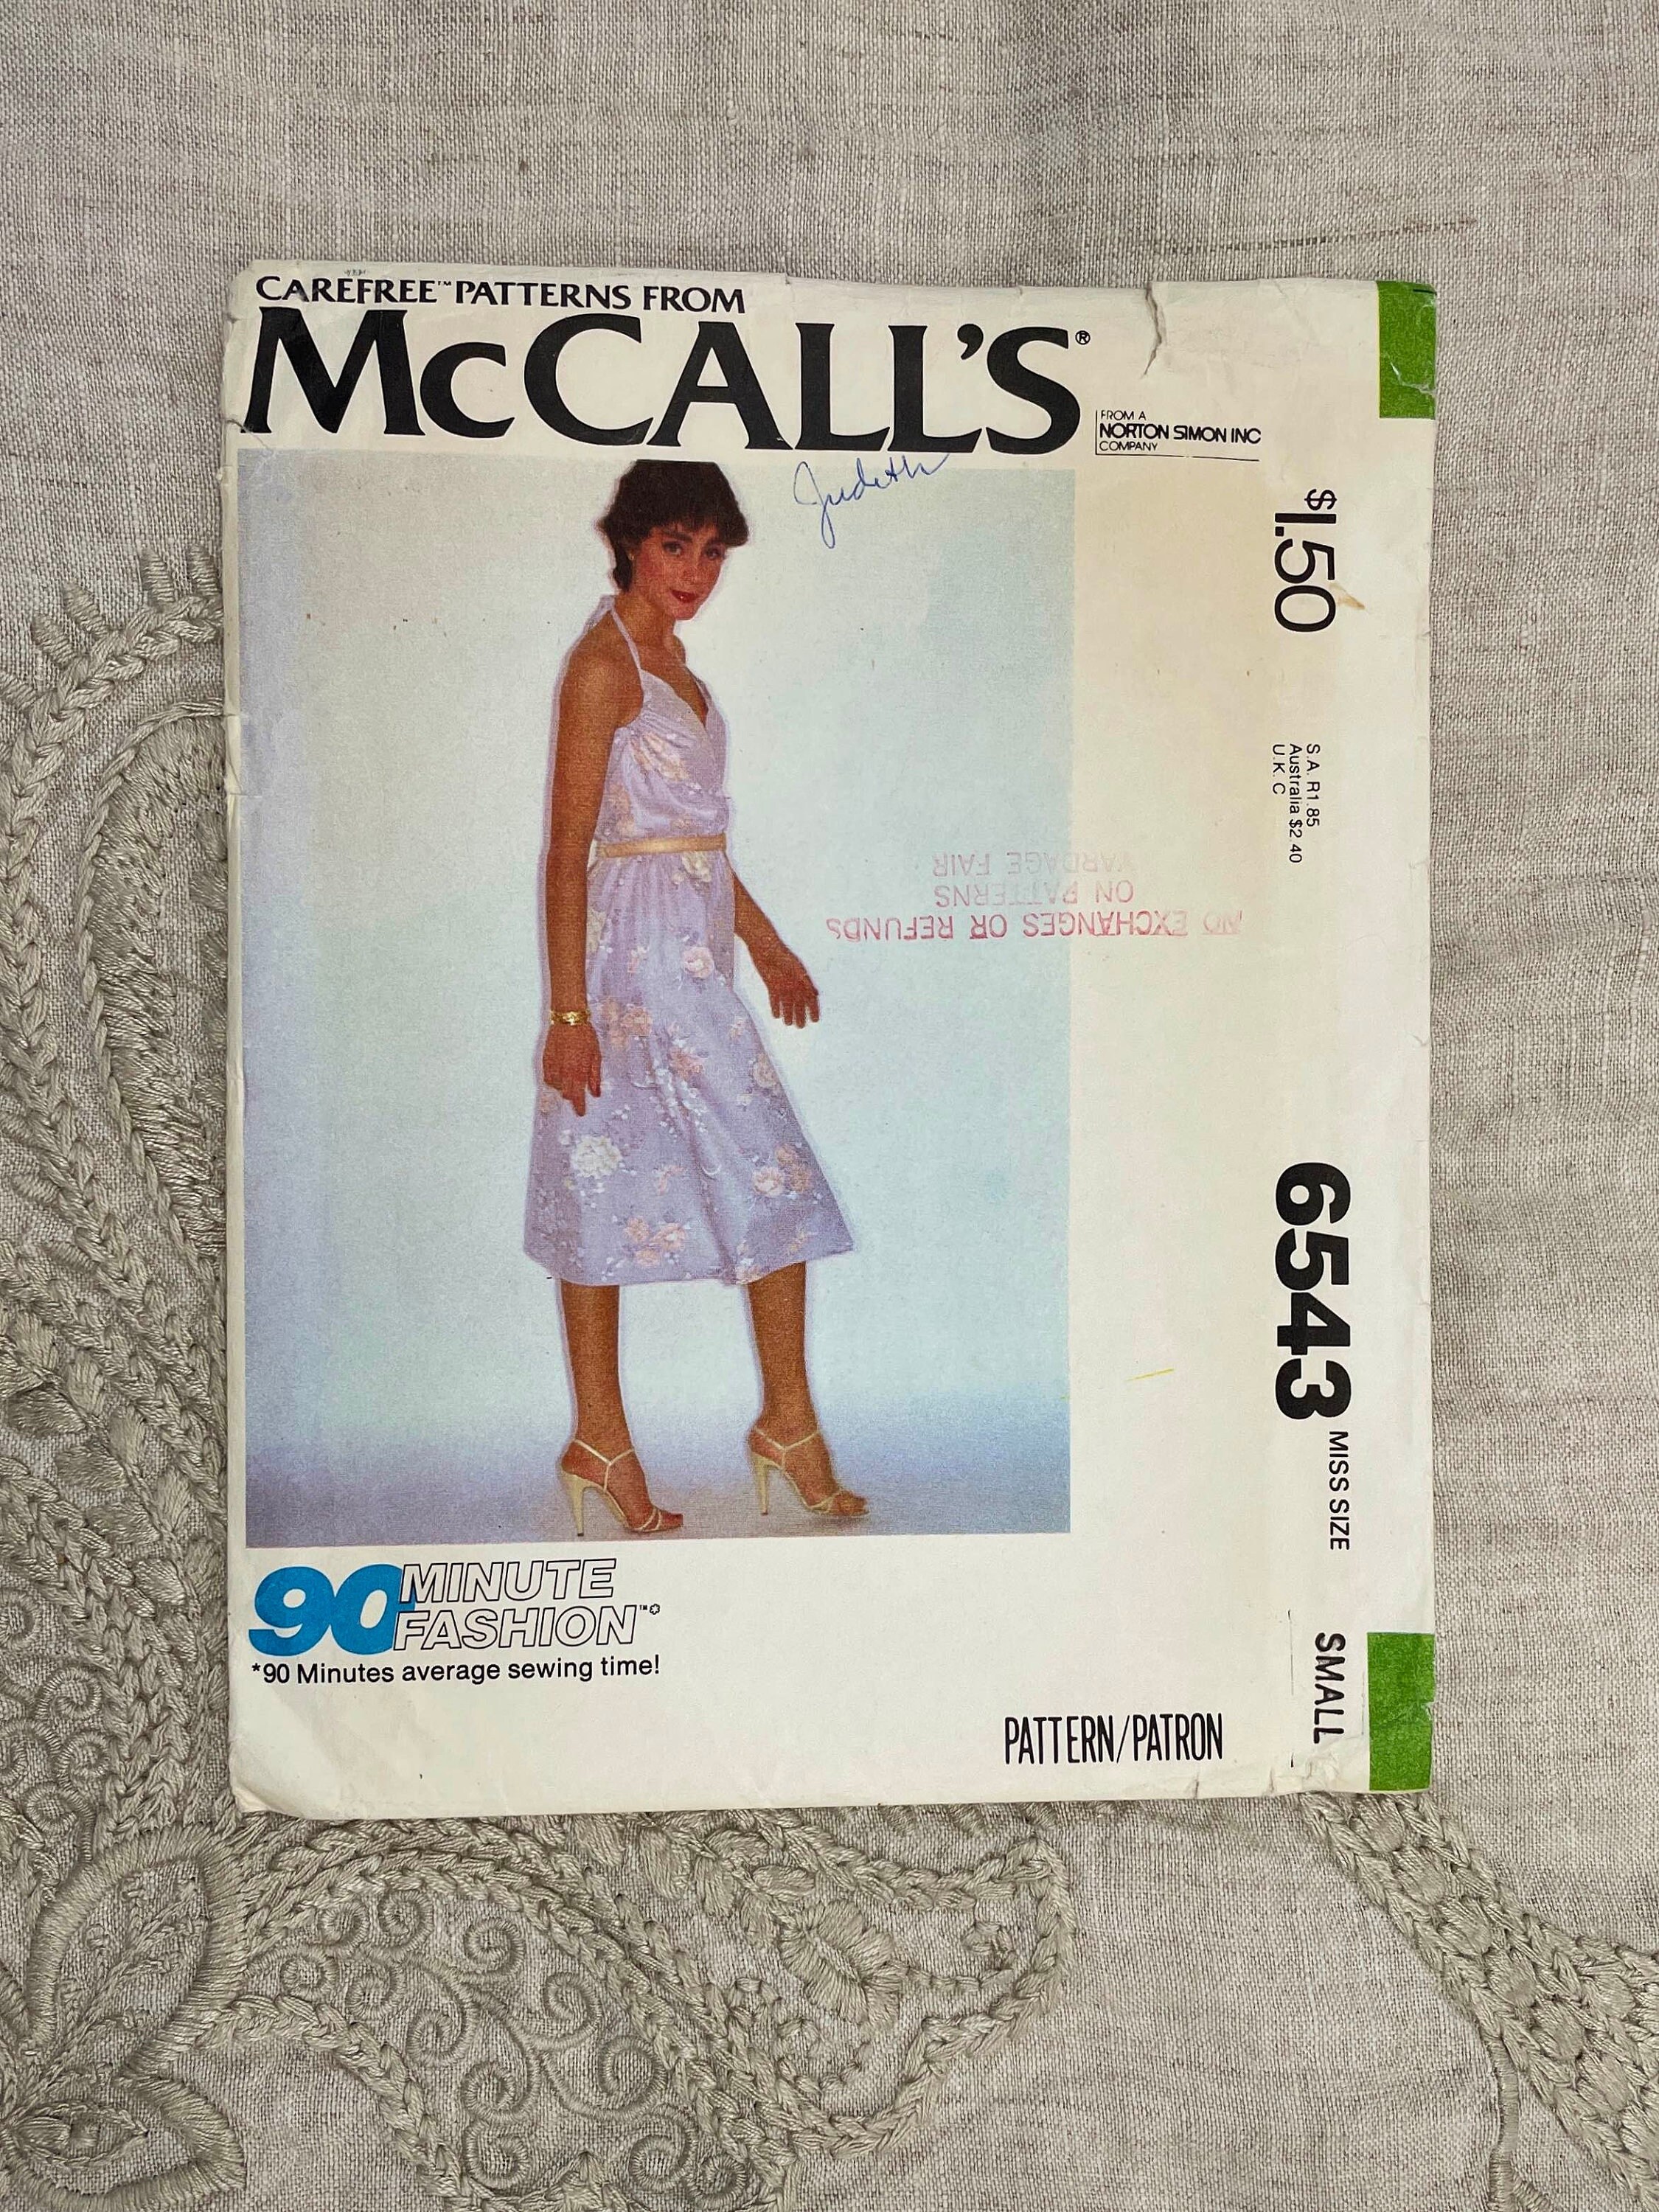 CAREFREE™ PATTERNS FROM
McCALL'S®
FROM A
NORTON SIMON INC
COMPANY
Judith
$1.50
S.A. R1.85
Australia $2.40
U.K. C
NO EXCHANGES OR REFUNDS
ON PATTERNS
YARDAGE FAIR
6543 MISS SIZE
SMALL
90 MINUTE
FASHION™*
*90 Minutes average sewing time!
PATTERN/PATRON